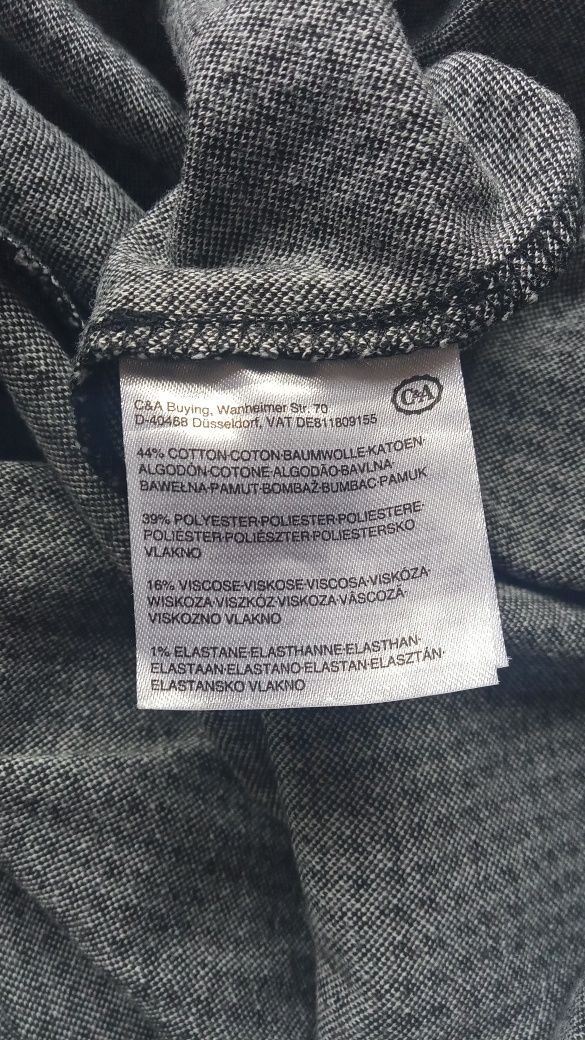 C&A
C&A Buying, Wanheimer Str. 70
D-40468 Düsseldorf, VAT DE811809155
44% COTTON·COTON·BAUMWOLLE·KATOEN·
ALGODÓN·COTONE·ALGODÃO·BAVLNA·
BAWEŁNA·PAMUT·BOMBAŽ·BUMBAC·PAMUK
39% POLYESTER·POLIESTER·POLIESTERE·
POLIÉSTER·POLIÉSZTER·POLIESTERSKO
VLAKNO
16% VISCOSE·VISKOSE·VISCOSA·VISKÓZA·
WISKOZA·VISZKÓZ·VISKOZA·VÂSCOZĂ·
VISKOZNO VLAKNO
1% ELASTANE·ELASTHANNE·ELASTHAN·
ELASTAAN·ELASTANO·ELASTAN·ELASZTÁN·
ELASTANSKO VLAKNO